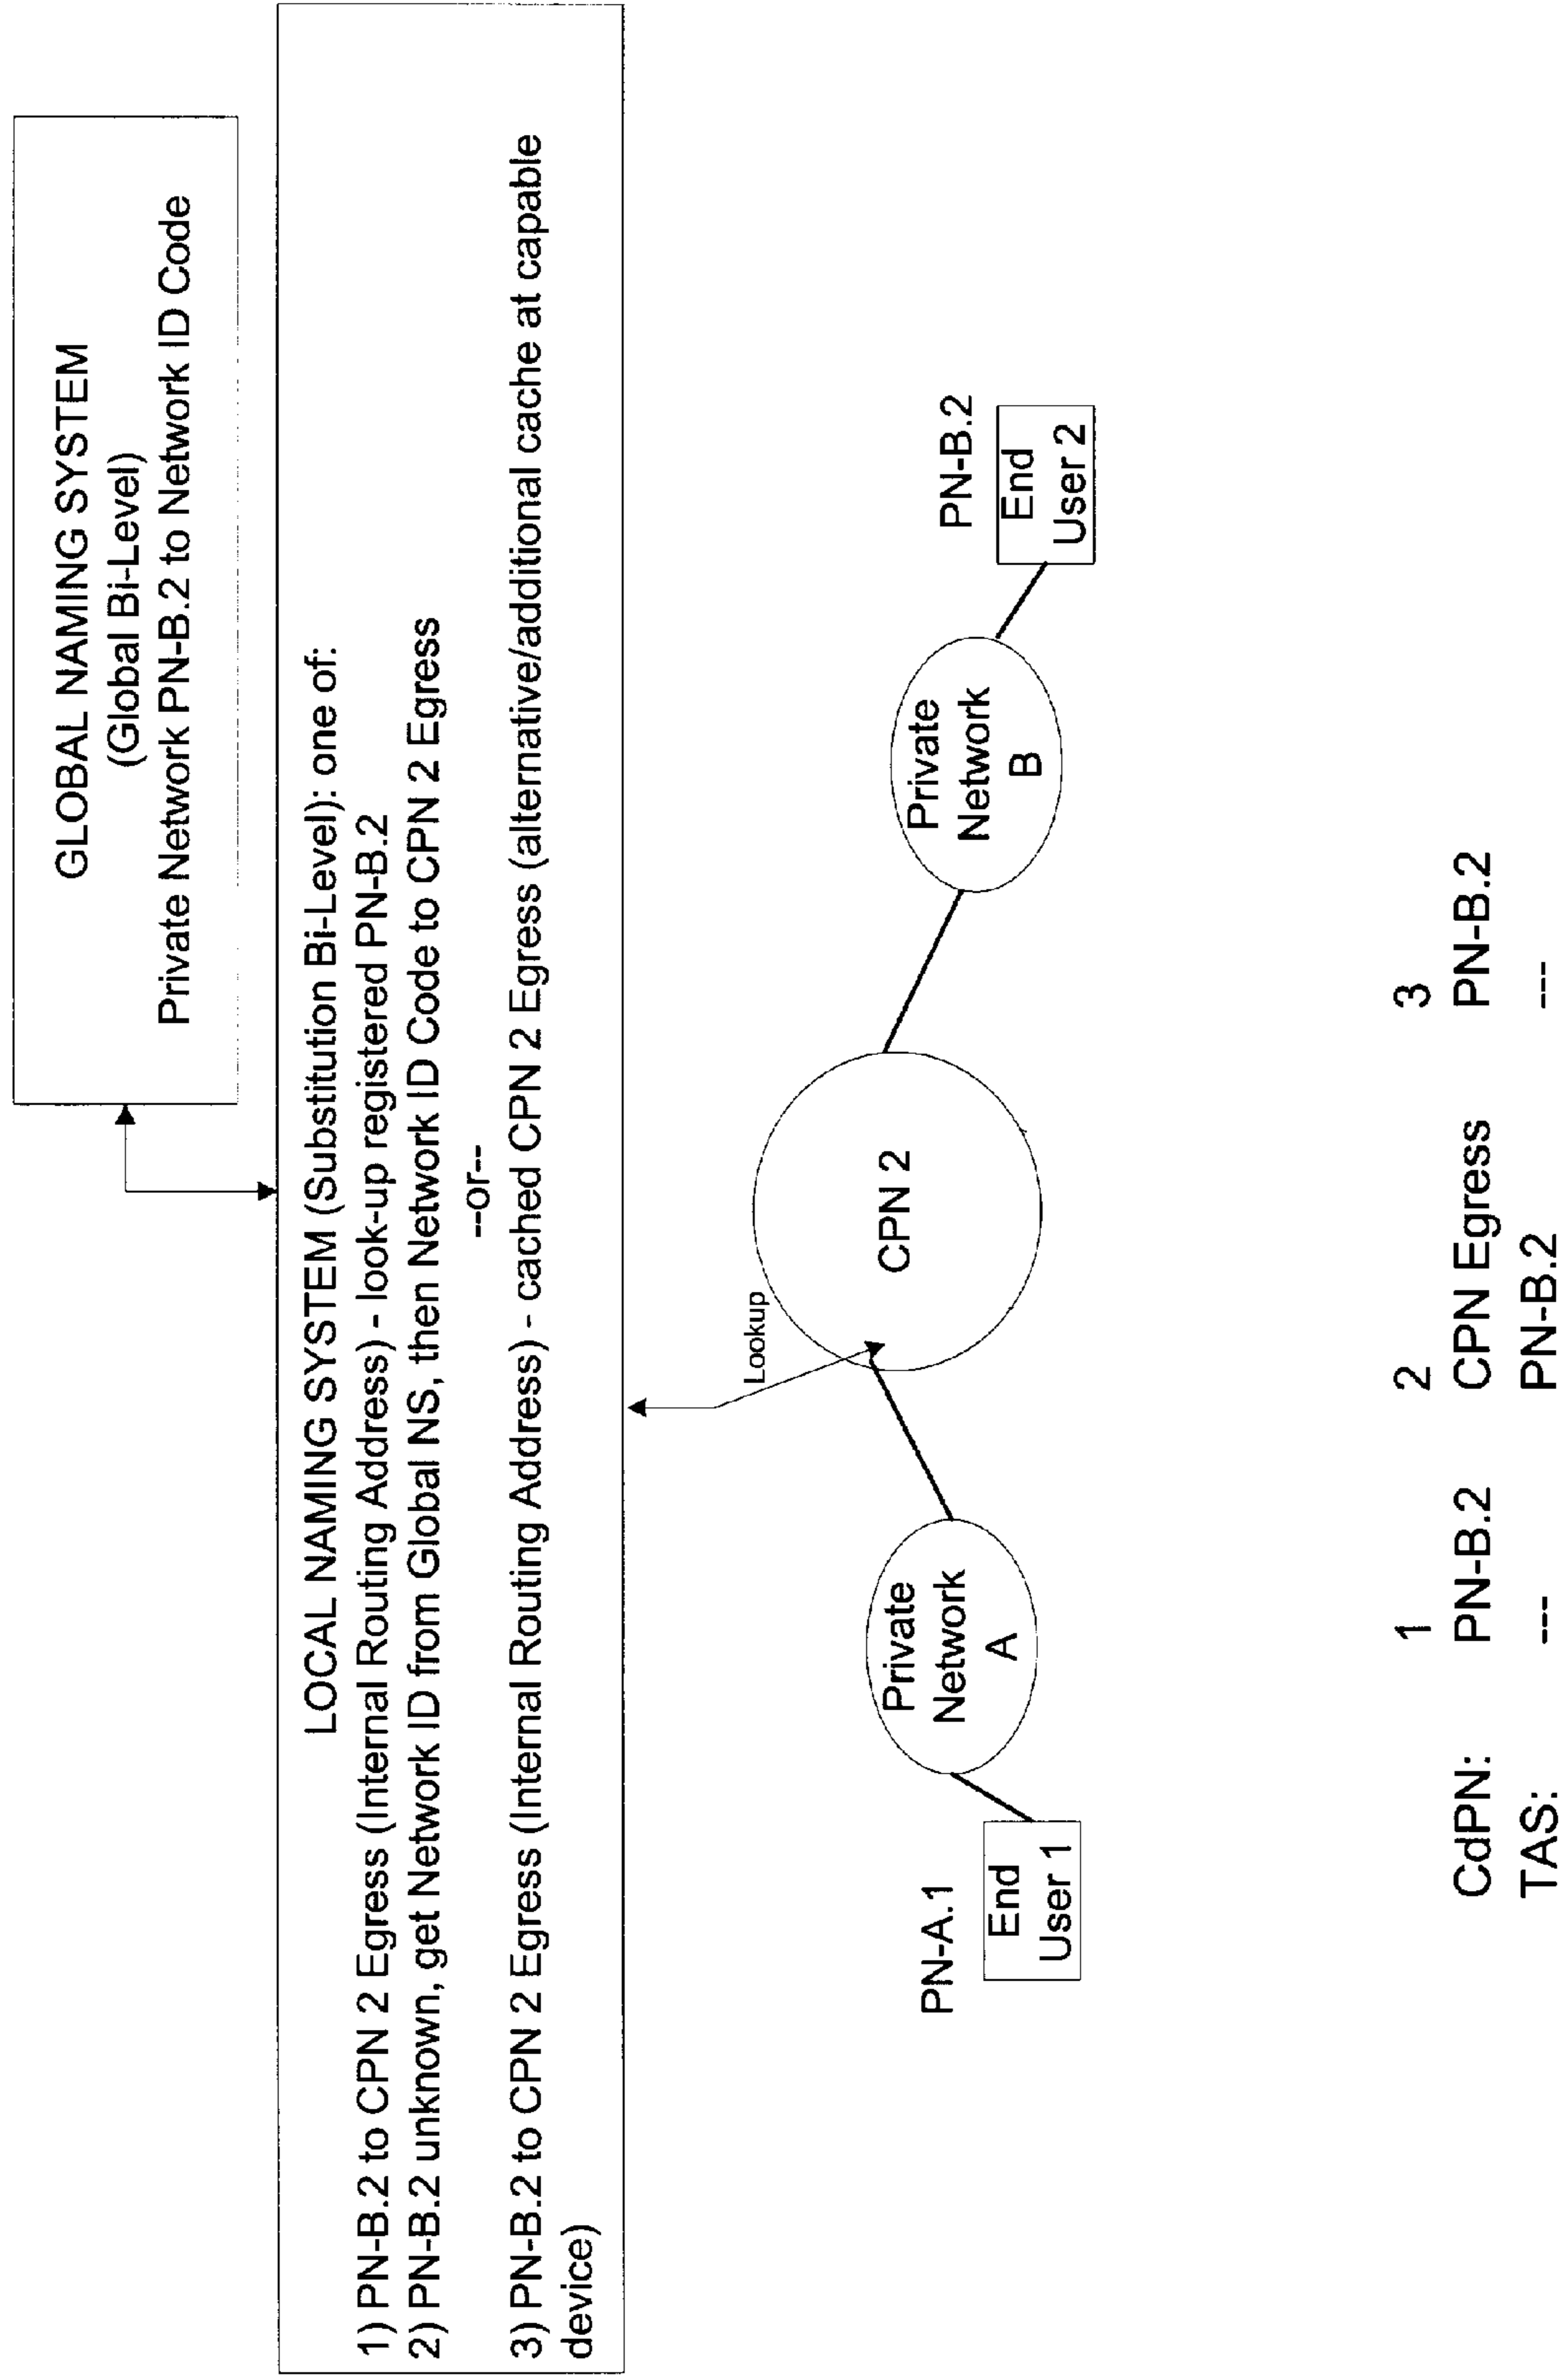 GLOBAL NAMING SYSTEM
(Global Bi-Level)
Private Network PN-B.2 to Network ID Code
LOCAL NAMING SYSTEM (Substitution Bi-Level): one of:
1) PN-B.2 to CPN 2 Egress (Internal Routing Address) - look-up registered PN-B.2
2) PN-B.2 unknown, get Network ID from Global NS, then Network ID Code to CPN 2 Egress
--or--
3) PN-B.2 to CPN 2 Egress (Internal Routing Address) - cached CPN 2 Egress (alternative/additional cache at capable
device)
Lookup
CPN 2
PN-A.1
End
User 1
Private
Network
A
Private
Network
B
PN-B.2
End
User 2
1 2 3
CdPN: PN-B.2 CPN Egress PN-B.2
TAS: --- PN-B.2 ---